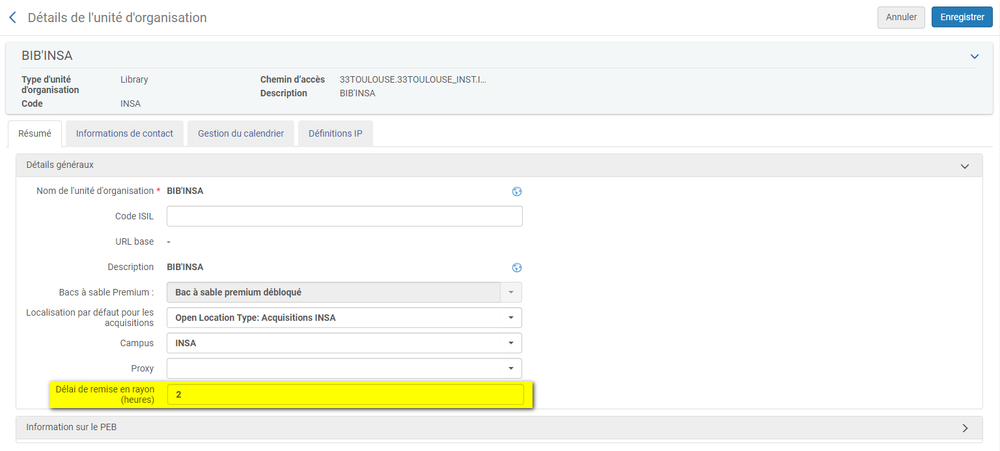 Détails de l'unité d'organisation
Annuler
Enregistrer
BIB'INSA
Type d'unité
d'organisation
Library
Code
INSA
Chemin d’accès
33TOULOUSE.33TOULOUSE_INST.I...
Description
BIB'INSA
Résumé
Informations de contact
Gestion du calendrier
Définitions IP
Détails généraux
Nom de l'unité d'organisation *
BIB'INSA
Code ISIL
URL base
-
Description
BIB'INSA
Bacs à sable Premium :
Bac à sable premium débloqué
Localisation par défaut pour les
acquisitions
Open Location Type: Acquisitions INSA
Campus
INSA
Proxy
Délai de remise en rayon
(heures)
2
Information sur le PEB